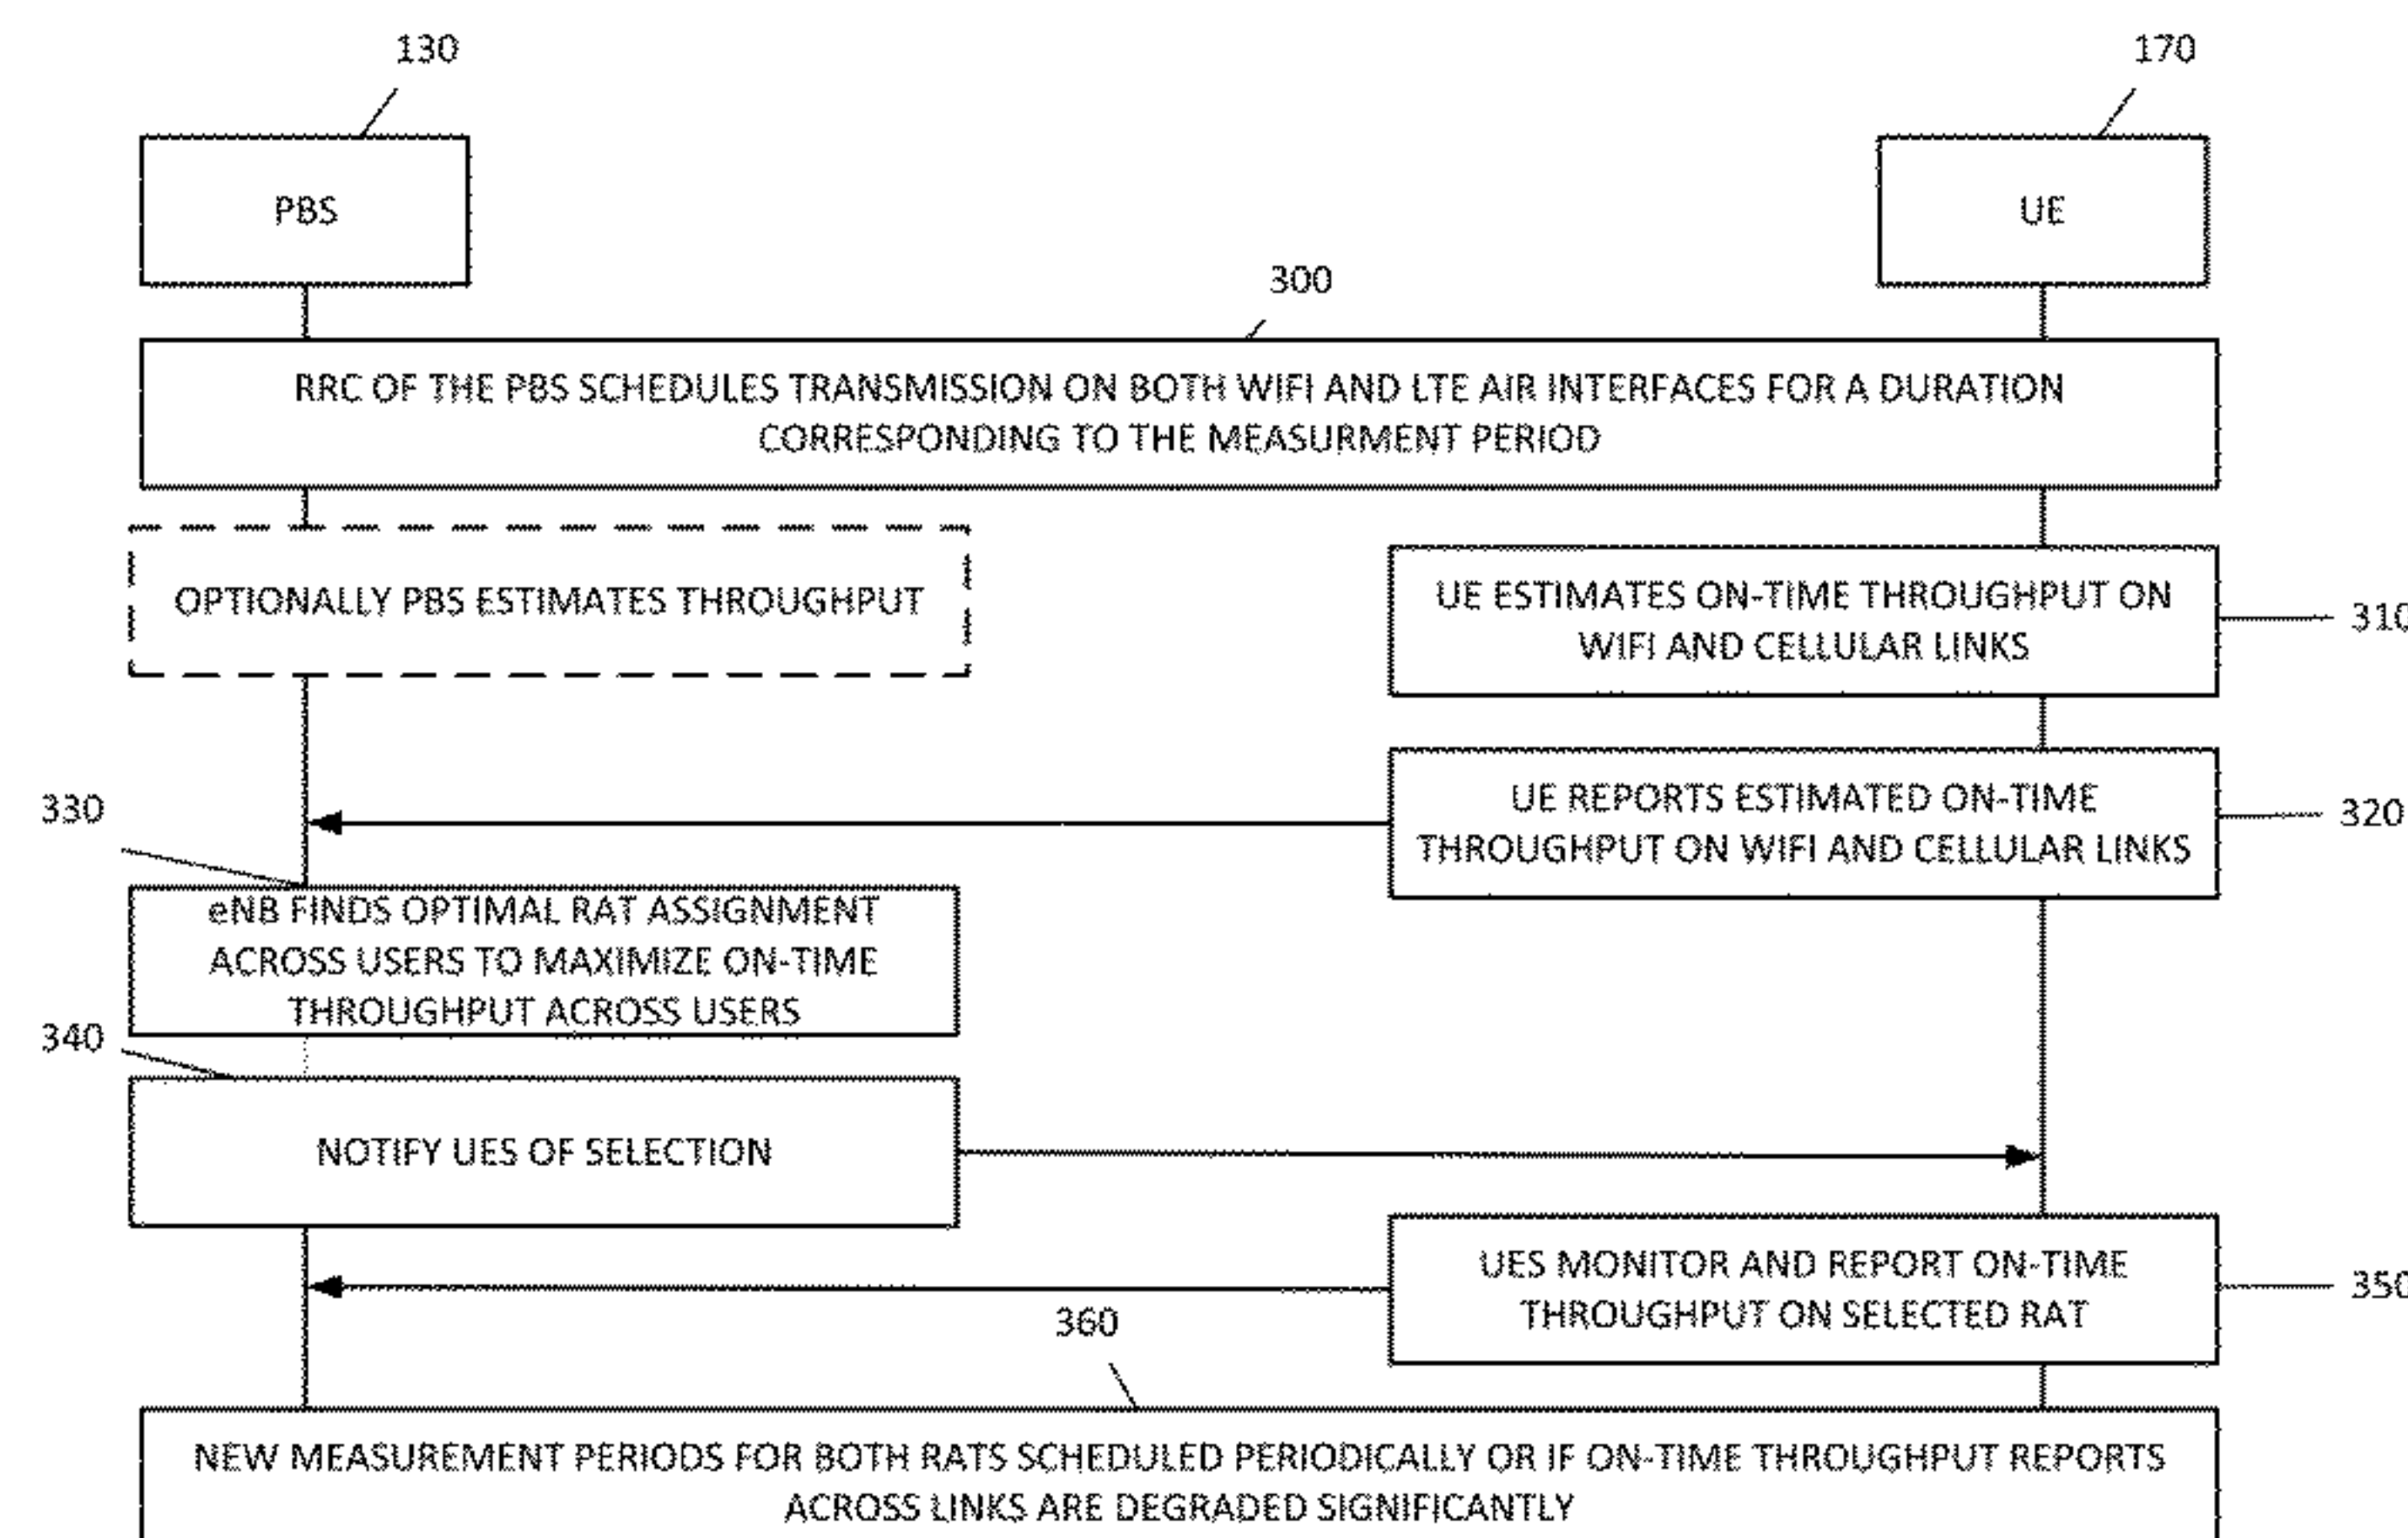 130
170
PBS
UE
300
RRC OF THE PBS SCHEDULES TRANSMISSION ON BOTH WIFI AND LTE AIR INTERFACES FOR A DURATION
CORRESPONDING TO THE MEASURMENT PERIOD
OPTIONALLY PBS ESTIMATES THROUGHPUT
UE ESTIMATES ON-TIME THROUGHPUT ON
WIFI AND CELLULAR LINKS
310
UE REPORTS ESTIMATED ON-TIME
THROUGHPUT ON WIFI AND CELLULAR LINKS
320
330
eNB FINDS OPTIMAL RAT ASSIGNMENT
ACROSS USERS TO MAXIMIZE ON-TIME
THROUGHPUT ACROSS USERS
340
NOTIFY UES OF SELECTION
UES MONITOR AND REPORT ON-TIME
THROUGHPUT ON SELECTED RAT
350
360
NEW MEASUREMENT PERIODS FOR BOTH RATS SCHEDULED PERIODICALLY OR IF ON-TIME THROUGHPUT REPORTS
ACROSS LINKS ARE DEGRADED SIGNIFICANTLY